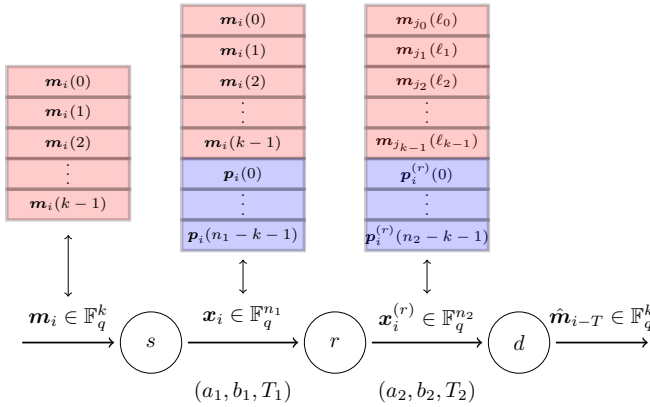 m_i(0)
m_i(1)
m_i(2)
⋮
m_i(k − 1)
m_i(0)
m_i(1)
m_i(2)
⋮
m_i(k − 1)
p_i(0)
⋮
p_i(n_1 − k − 1)
m_{j_0}(ℓ_0)
m_{j_1}(ℓ_1)
m_{j_2}(ℓ_2)
⋮
m_{j_{k−1}}(ℓ_{k−1})
p_i^{(r)}(0)
⋮
p_i^{(r)}(n_2 − k − 1)
m_i ∈ 𝔽_q^k
s
x_i ∈ 𝔽_q^{n_1}
r
x_i^{(r)} ∈ 𝔽_q^{n_2}
d
m̂_{i−T} ∈ 𝔽_q^k
(a_1, b_1, T_1)
(a_2, b_2, T_2)